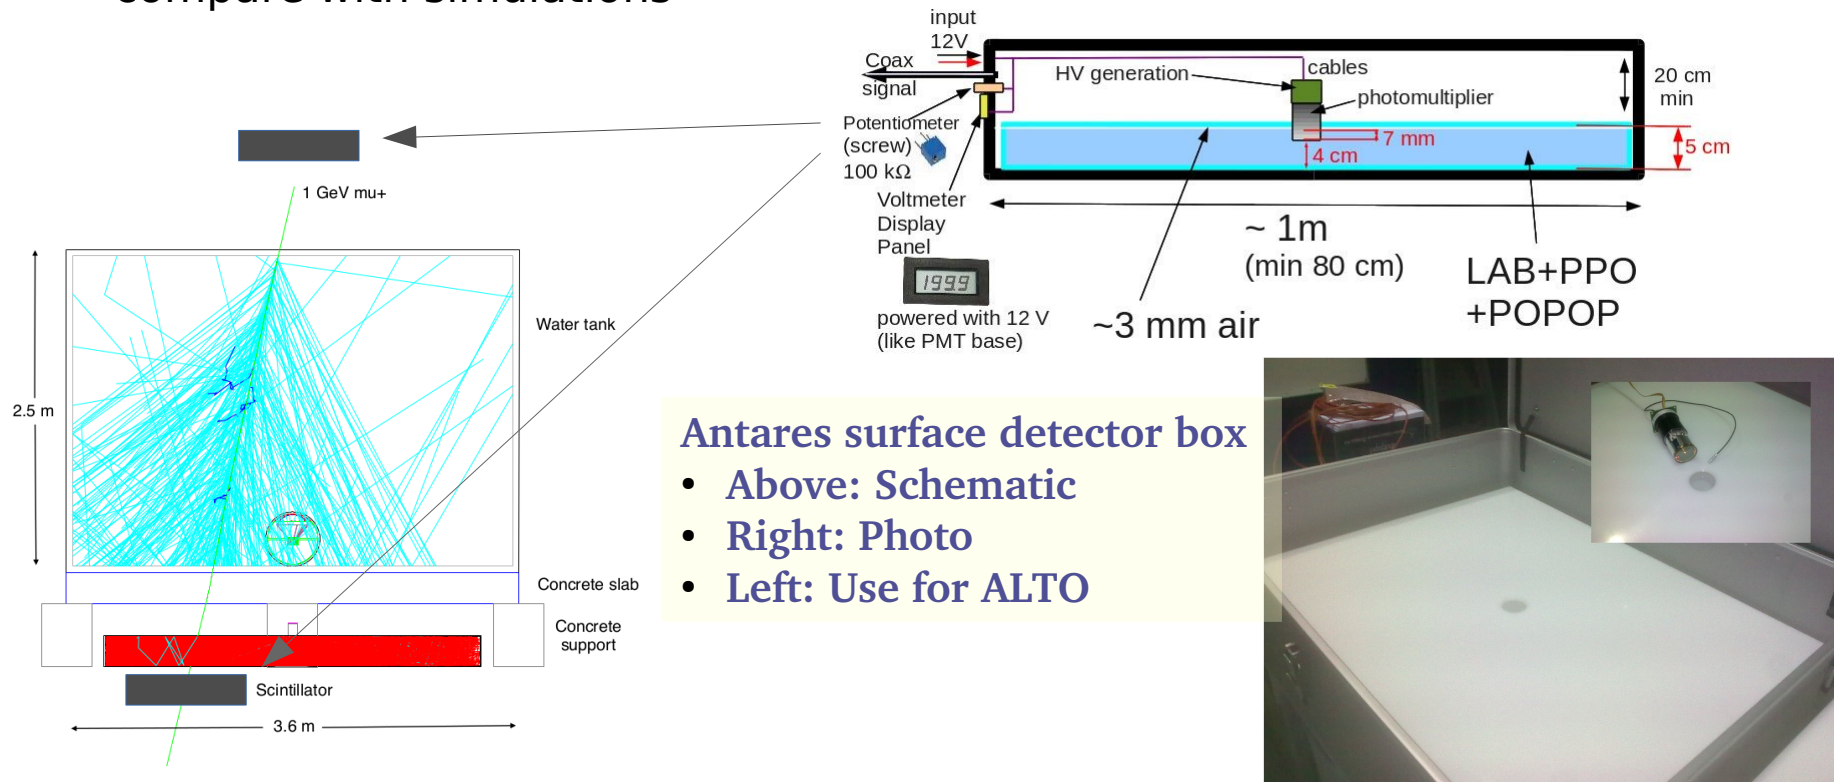 compare with simulations
input
12V
Coax
signal
HV generation
cables
photomultiplier
20 cm
min
Potentiometer
(screw)
100 kΩ
7 mm
4 cm
5 cm
Voltmeter
Display
Panel
199.9
powered with 12 V
(like PMT base)
~ 1m
(min 80 cm)
~3 mm air
LAB+PPO
+POPOP
1 GeV mu+
Water tank
2.5 m
Concrete slab
Concrete
support
Scintillator
3.6 m
Antares surface detector box
• Above: Schematic
• Right: Photo
• Left: Use for ALTO